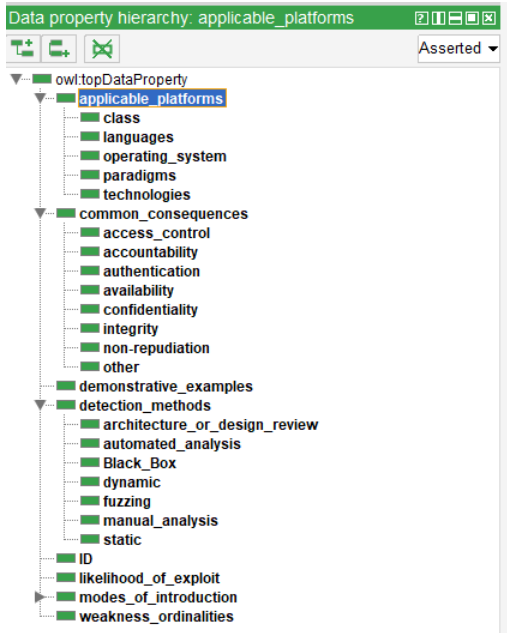 Data property hierarchy: applicable_platforms
Asserted
owl:topDataProperty
applicable_platforms
class
languages
operating_system
paradigms
technologies
common_consequences
access_control
accountability
authentication
availability
confidentiality
integrity
non-repudiation
other
demonstrative_examples
detection_methods
architecture_or_design_review
automated_analysis
Black_Box
dynamic
fuzzing
manual_analysis
static
ID
likelihood_of_exploit
modes_of_introduction
weakness_ordinalities